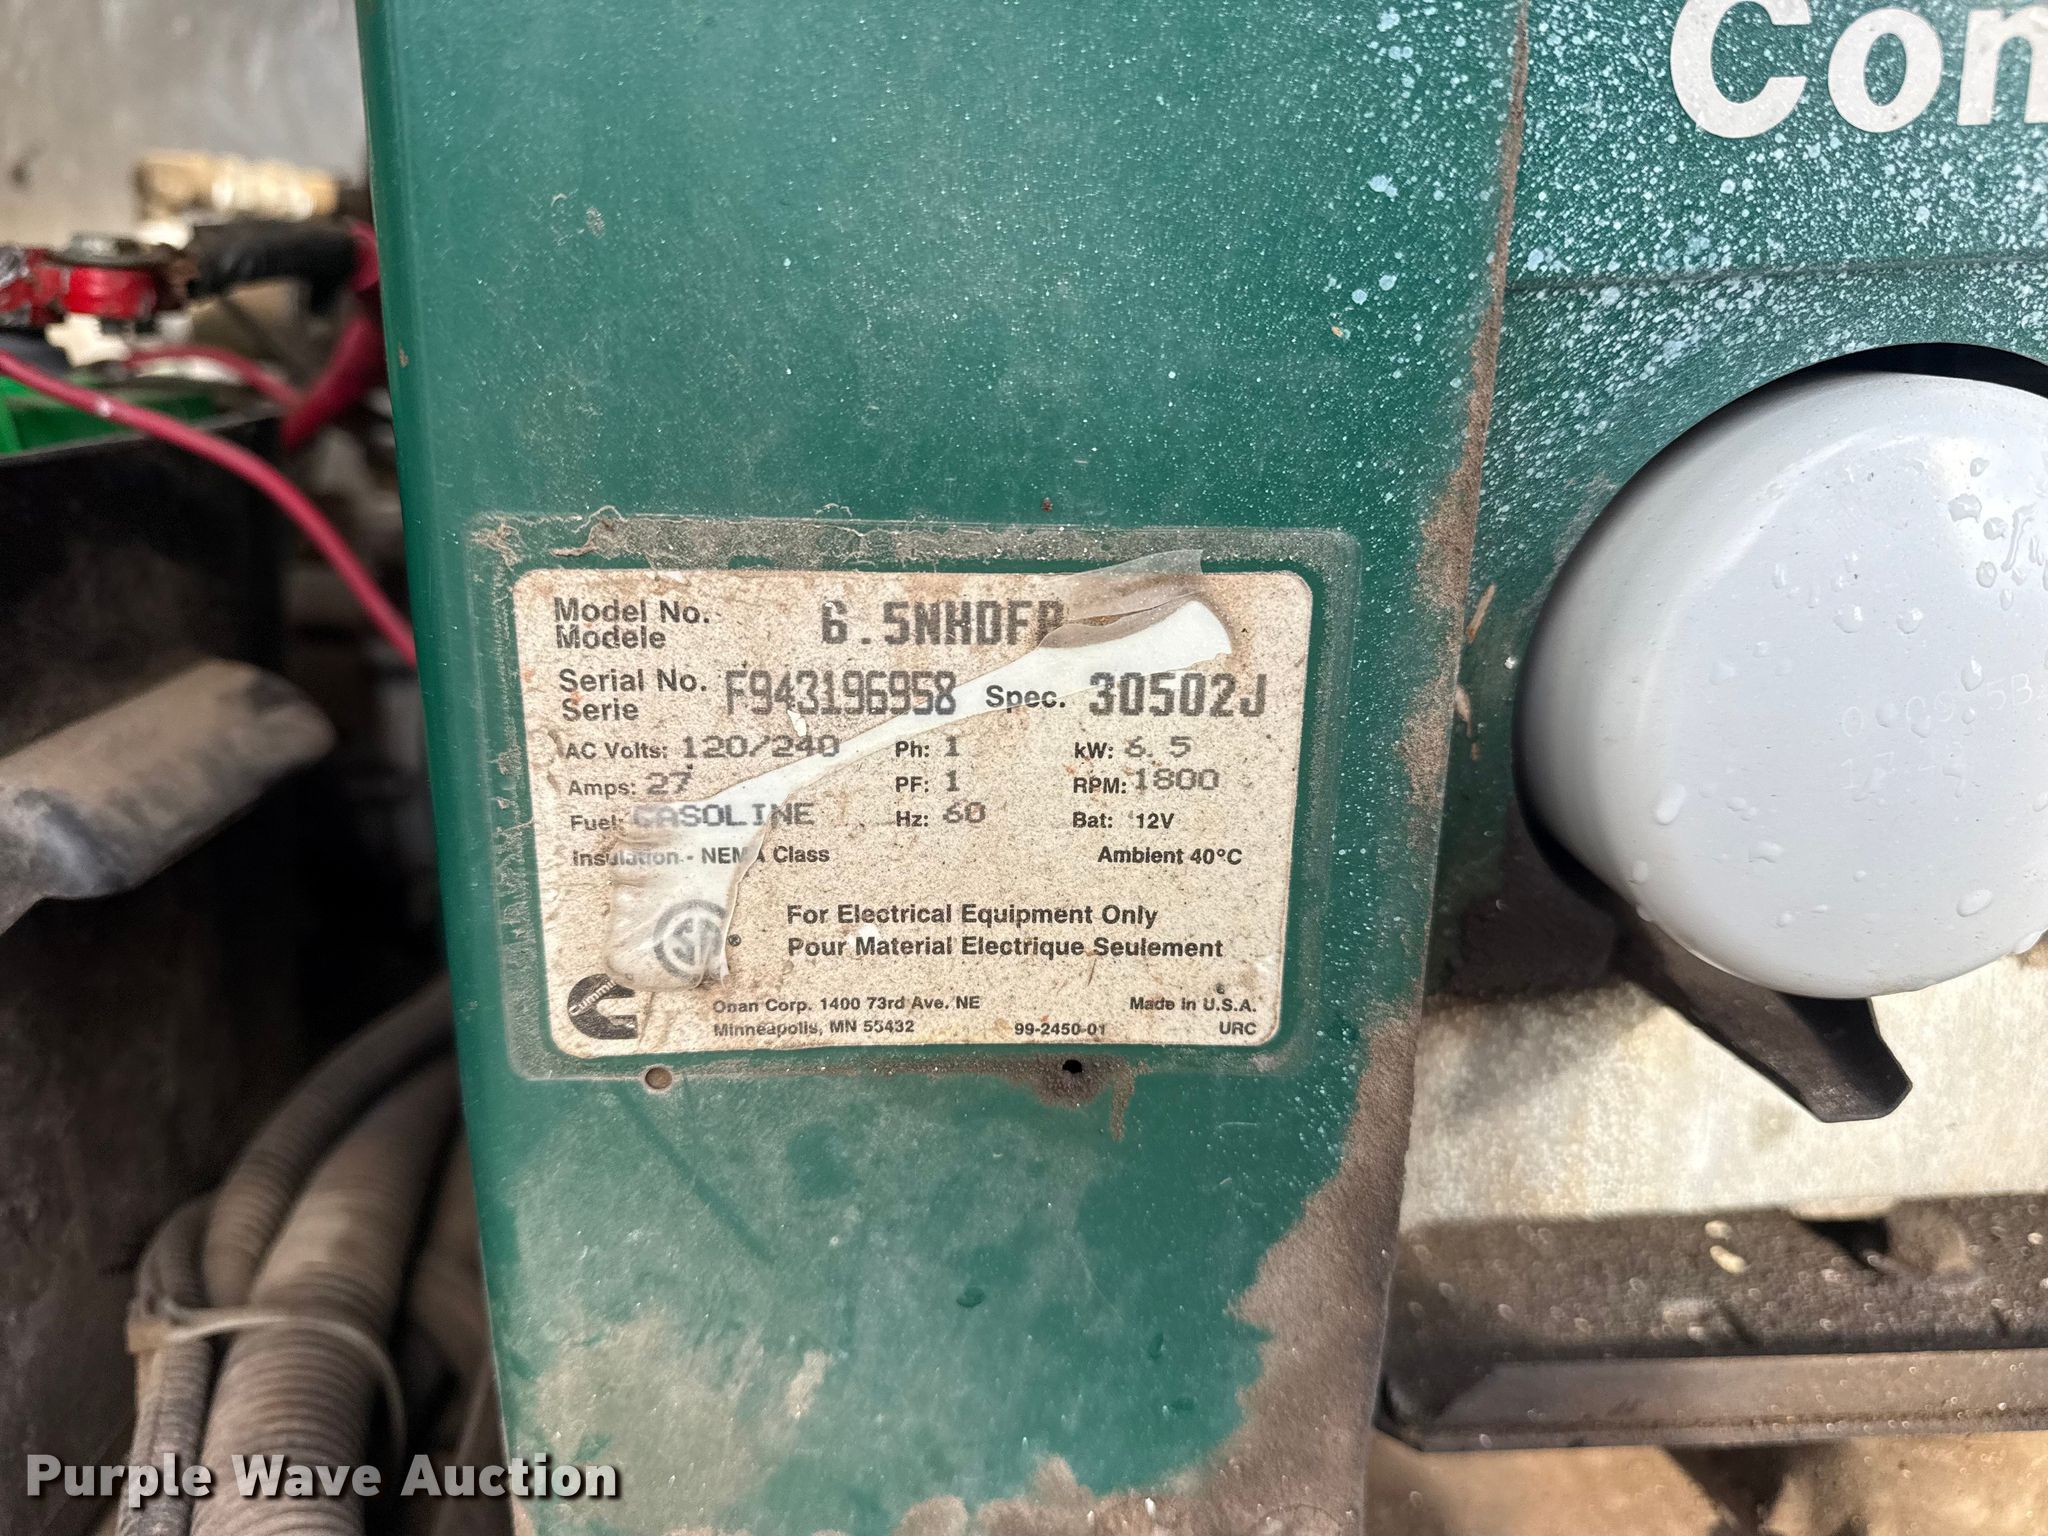 Con
Model No.
Modele
Serial No. F943196958 Spec. 30502J
Serie
AC Volts: 120/240 Ph: 1 kW: 6.5
Amps: 27 PF: 1 RPM: 1800
Fuel: GASOLINE Hz: 60 Bat: 12V
Insulation - NEMA Class Ambient 40°C
For Electrical Equipment Only
Pour Material Electrique Seulement
Onan Corp. 1400 73rd Ave. NE Made in U.S.A.
Minneapolis, MN 55432 99-2450-01 URC
6
Purple Wave Auction